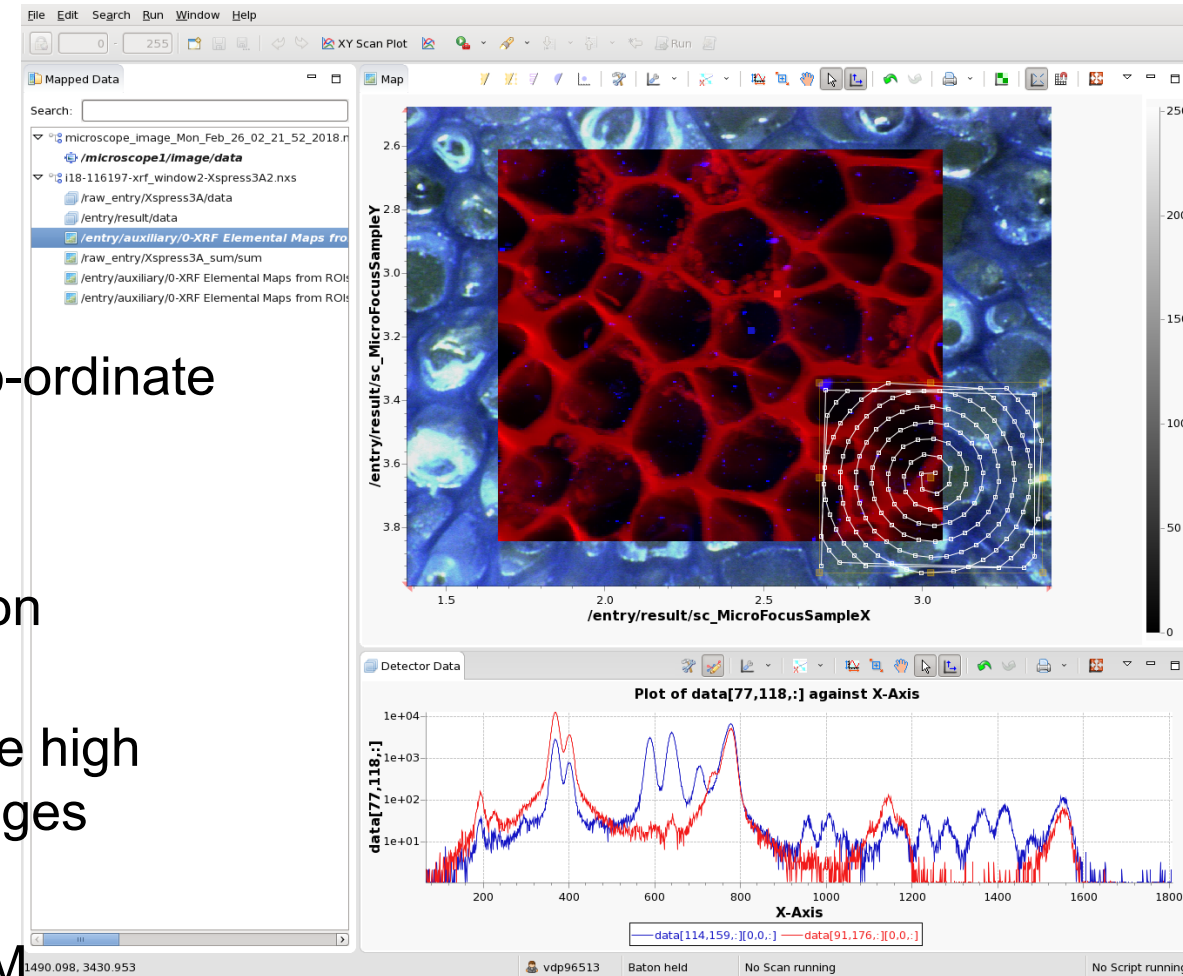 File Edit Search Run Window Help
0 - 255 XY Scan Plot Run
Mapped Data
Search:
microscope_image_Mon_Feb_26_02_21_52_2018.n
/microscope1/image/data
i18-116197-xrf_window2-Xspress3A2.nxs
/raw_entry/Xspress3A/data
/entry/result/data
/entry/auxiliary/0-XRF Elemental Maps fro
/raw_entry/Xspress3A_sum/sum
/entry/auxiliary/0-XRF Elemental Maps from ROIs
/entry/auxiliary/0-XRF Elemental Maps from ROIs
o-ordinate
on
e high
ges
M
Map
/entry/result/sc_MicroFocusSampleY
2.6
2.8
3.0
3.2
3.4
3.6
3.8
1.5 2.0 2.5 3.0
/entry/result/sc_MicroFocusSampleX
250
200
150
100
50
0
Detector Data
Plot of data[77,118,:] against X-Axis
data[77,118,:]
1e+04
1e+03
1e+02
1e+01
200 400 600 800 1000 1200 1400 1600 1800
X-Axis
data[114,159,:][0,0,:] data[91,176,:][0,0,:]
1490.098, 3430.953 vdp96513 Baton held No Scan running No Script running